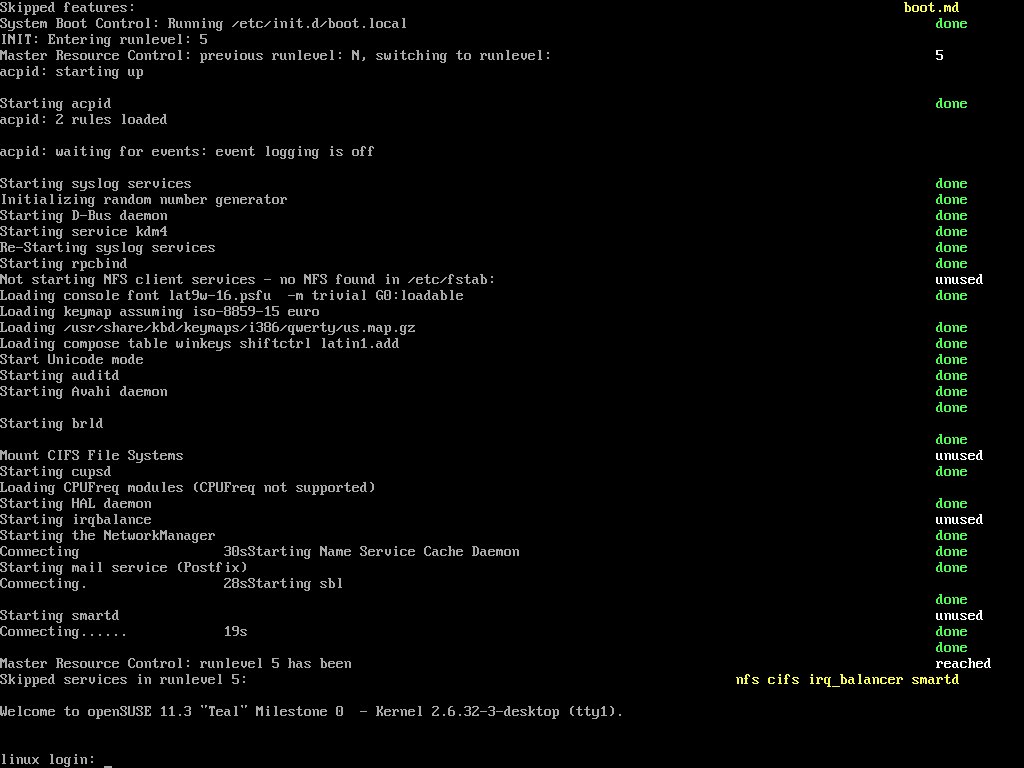 Skipped features: boot.md
System Boot Control: Running /etc/init.d/boot.local done
INIT: Entering runlevel: 5
Master Resource Control: previous runlevel: N, switching to runlevel: 5
acpid: starting up
Starting acpid done
acpid: 2 rules loaded
acpid: waiting for events: event logging is off
Starting syslog services done
Initializing random number generator done
Starting D-Bus daemon done
Starting service kdm4 done
Re-Starting syslog services done
Starting rpcbind done
Not starting NFS client services - no NFS found in /etc/fstab: unused
Loading console font lat9w-16.psfu  -m trivial G0:loadable done
Loading keymap assuming iso-8859-15 euro
Loading /usr/share/kbd/keymaps/i386/qwerty/us.map.gz done
Loading compose table winkeys shiftctrl latin1.add done
Start Unicode mode done
Starting auditd done
Starting Avahi daemon done
done
Starting brld
done
Mount CIFS File Systems unused
Starting cupsd done
Loading CPUFreq modules (CPUFreq not supported)
Starting HAL daemon done
Starting irqbalance unused
Starting the NetworkManager done
Connecting 30sStarting Name Service Cache Daemon done
Starting mail service (Postfix) done
Connecting. 28sStarting sbl
done
Starting smartd unused
Connecting...... 19s done
done
Master Resource Control: runlevel 5 has been reached
Skipped services in runlevel 5: nfs cifs irq_balancer smartd
Welcome to openSUSE 11.3 "Teal" Milestone 0  - Kernel 2.6.32-3-desktop (tty1).
linux login: _